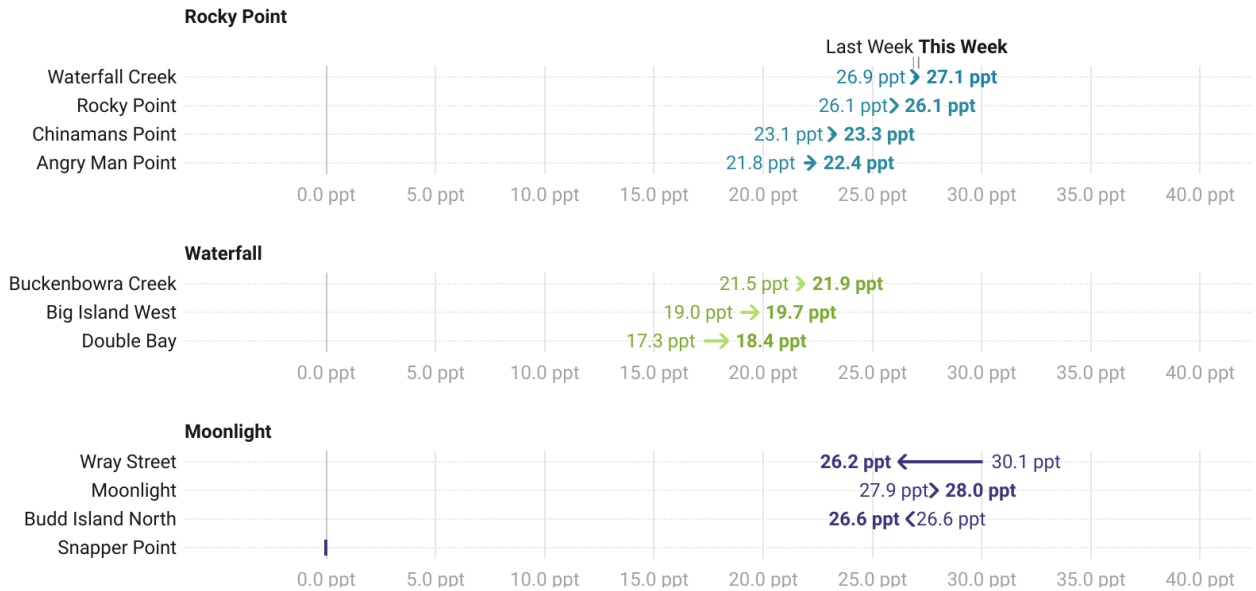 Rocky Point
Last Week This Week
Waterfall Creek 26.9 ppt 27.1 ppt
Rocky Point 26.1 ppt 26.1 ppt
Chinamans Point 23.1 ppt 23.3 ppt
Angry Man Point 21.8 ppt 22.4 ppt
0.0 ppt 5.0 ppt 10.0 ppt 15.0 ppt 20.0 ppt 25.0 ppt 30.0 ppt 35.0 ppt 40.0 ppt
Waterfall
Buckenbowra Creek 21.5 ppt 21.9 ppt
Big Island West 19.0 ppt 19.7 ppt
Double Bay 17.3 ppt 18.4 ppt
0.0 ppt 5.0 ppt 10.0 ppt 15.0 ppt 20.0 ppt 25.0 ppt 30.0 ppt 35.0 ppt 40.0 ppt
Moonlight
Wray Street 26.2 ppt 30.1 ppt
Moonlight 27.9 ppt 28.0 ppt
Budd Island North 26.6 ppt 26.6 ppt
Snapper Point
0.0 ppt 5.0 ppt 10.0 ppt 15.0 ppt 20.0 ppt 25.0 ppt 30.0 ppt 35.0 ppt 40.0 ppt